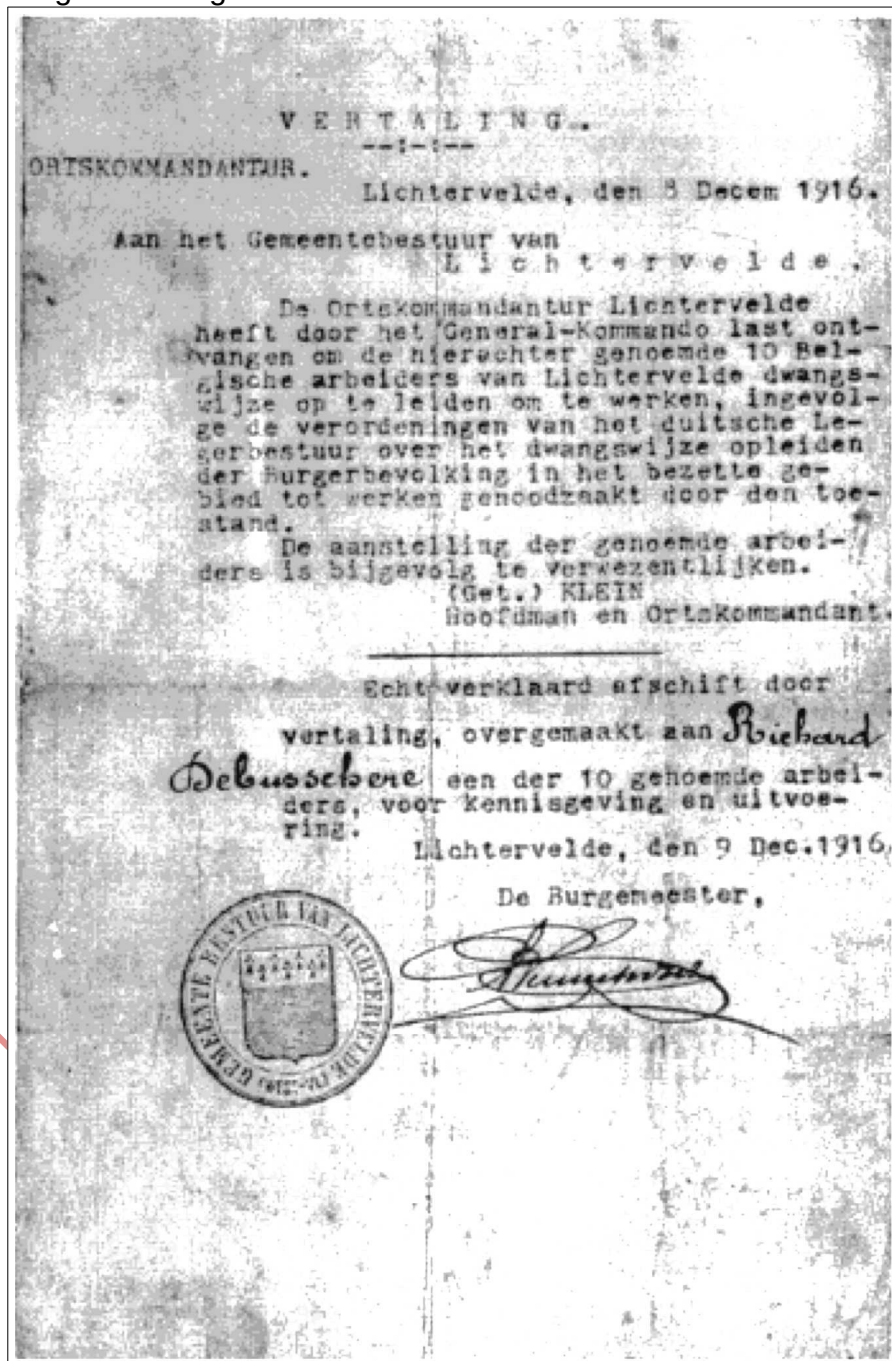 V E R T A L I N G.
--:-:--
ORTSKOMMANDANTUR.
Lichtervelde, den 8 Decem 1916.
Aan het Gemeentebestuur van
L i c h t e r v e l d e .
De Ortskommandantur Lichtervelde
heeft door het General-Kommando last ont-
vangen om de hierachter genoemde 10 Bel-
gische arbeiders van Lichtervelde dwangs-
wijze op te leiden om te werken, ingevol-
ge de verordeningen van het duitsche Le-
gerbestuur over het dwangswijze opleiden
der Burgerbevolking in het bezette ge-
bied tot werken genoodzaakt door den toe-
stand.
De aanstelling der genoemde arbei-
ders is bijgevolg te verwezentlijken.
(Get.) KLEIN
Hoofdman en Ortskommandant.
Echt verklaard afschift door
vertaling, overgemaakt aan Richard
Debusschere een der 10 genoemde arbei-
ders, voor kennisgeving en uitvoe-
ring.
Lichtervelde, den 9 Dec.1916
De Burgemeester,
GEMEENTE BESTUUR VAN LICHTERVELDE